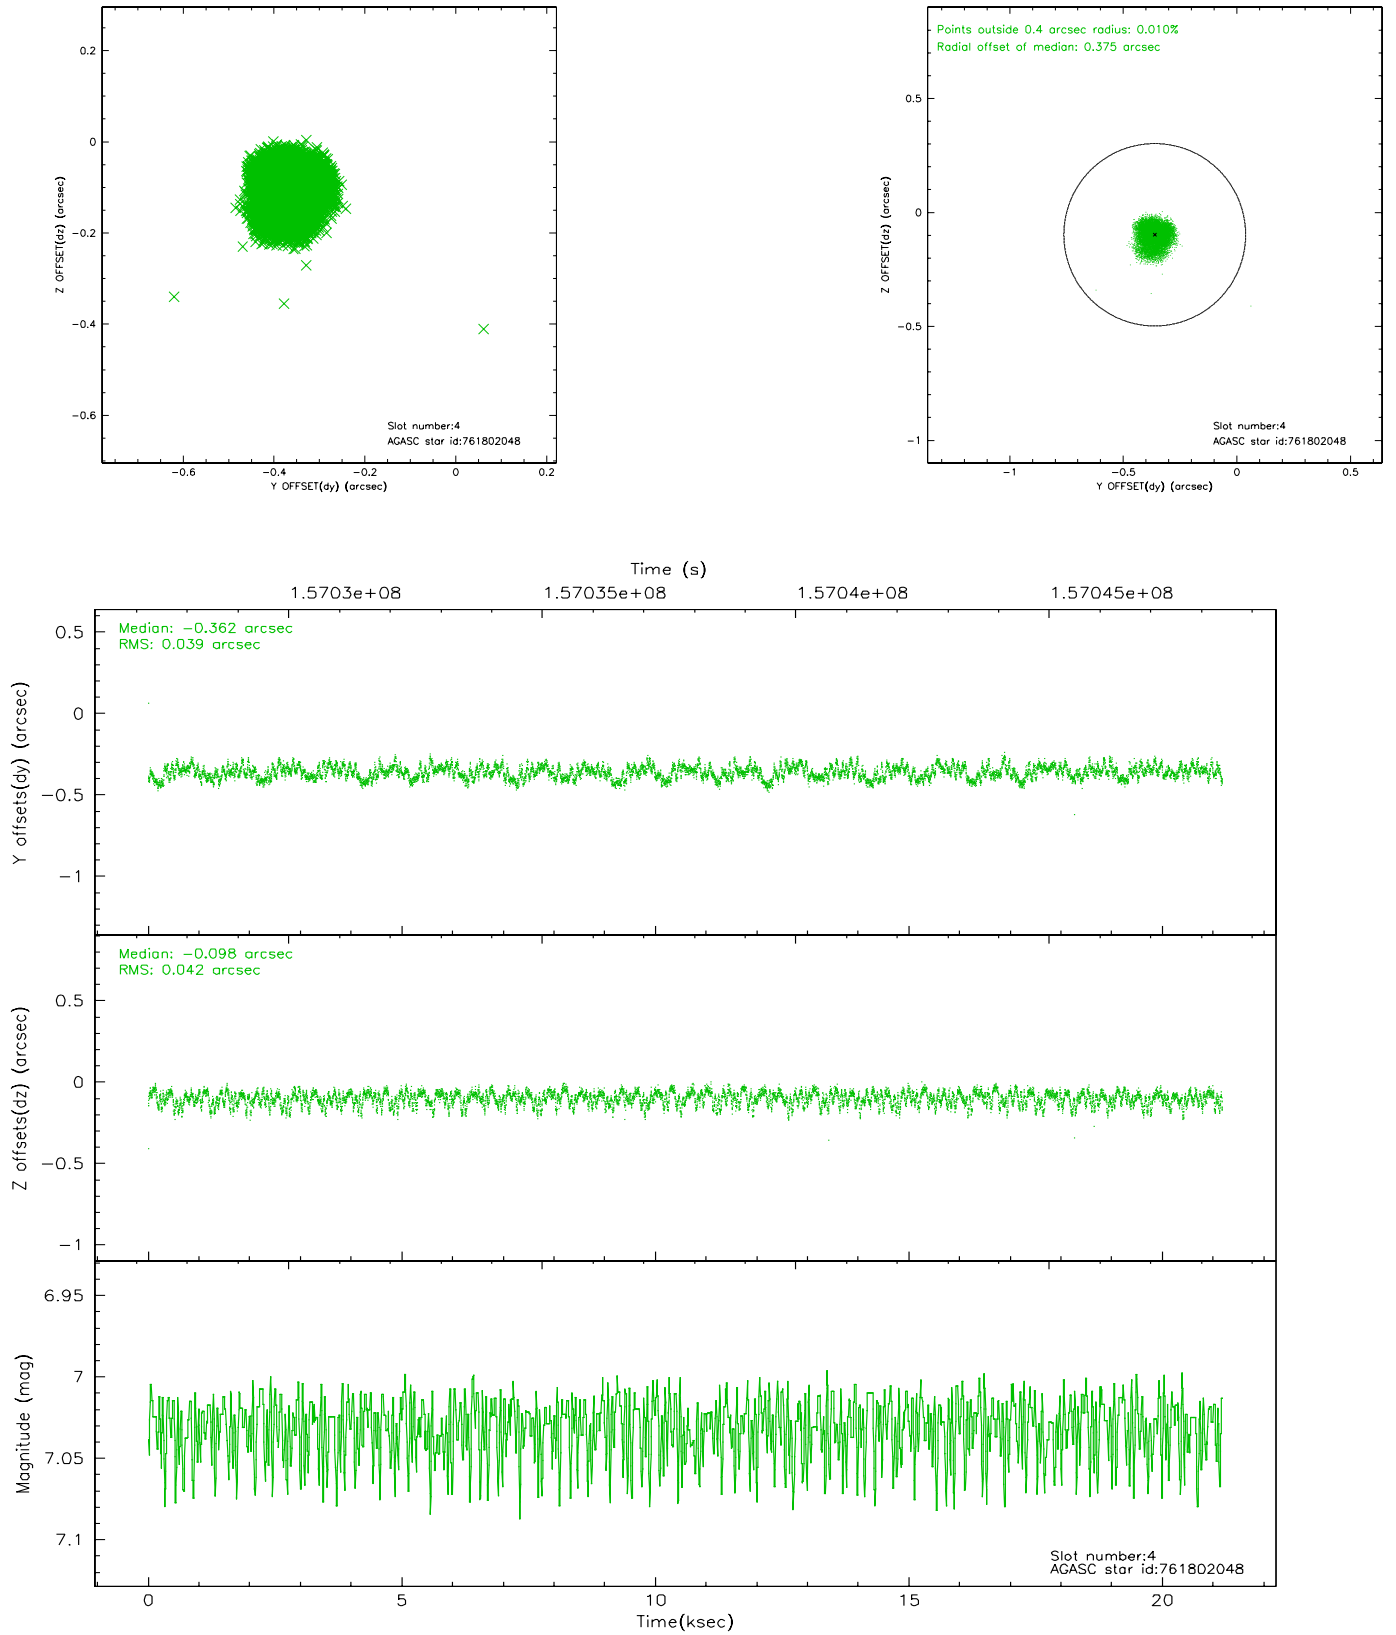 0.2
0
-0.2
-0.4
-0.6
Z OFFSET(dz) (arcsec)
Slot number:4
AGASC star id:761802048
-0.6 -0.4 -0.2 0 0.2
Y OFFSET(dy) (arcsec)
Points outside 0.4 arcsec radius: 0.010%
Radial offset of median: 0.375 arcsec
0.5
0
-0.5
-1
Z OFFSET(dz) (arcsec)
Slot number:4
AGASC star id:761802048
-1 -0.5 0 0.5
Y OFFSET(dy) (arcsec)
Time (s)
1.5703e+08 1.57035e+08 1.5704e+08 1.57045e+08
Median: -0.362 arcsec
RMS: 0.039 arcsec
0.5
0
-0.5
-1
Y offsets(dy) (arcsec)
Median: -0.098 arcsec
RMS: 0.042 arcsec
0.5
0
-0.5
-1
Z offsets(dz) (arcsec)
6.95
7
7.05
7.1
Magnitude (mag)
Slot number:4
AGASC star id:761802048
0 5 10 15 20
Time(ksec)